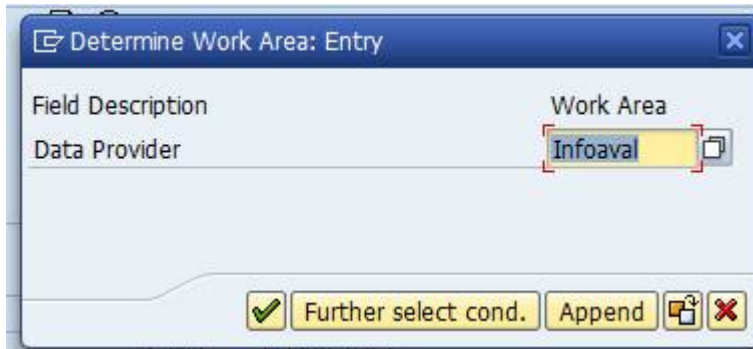 Determine Work Area: Entry
Field Description Work Area
Data Provider Infoaval
Further select cond. Append